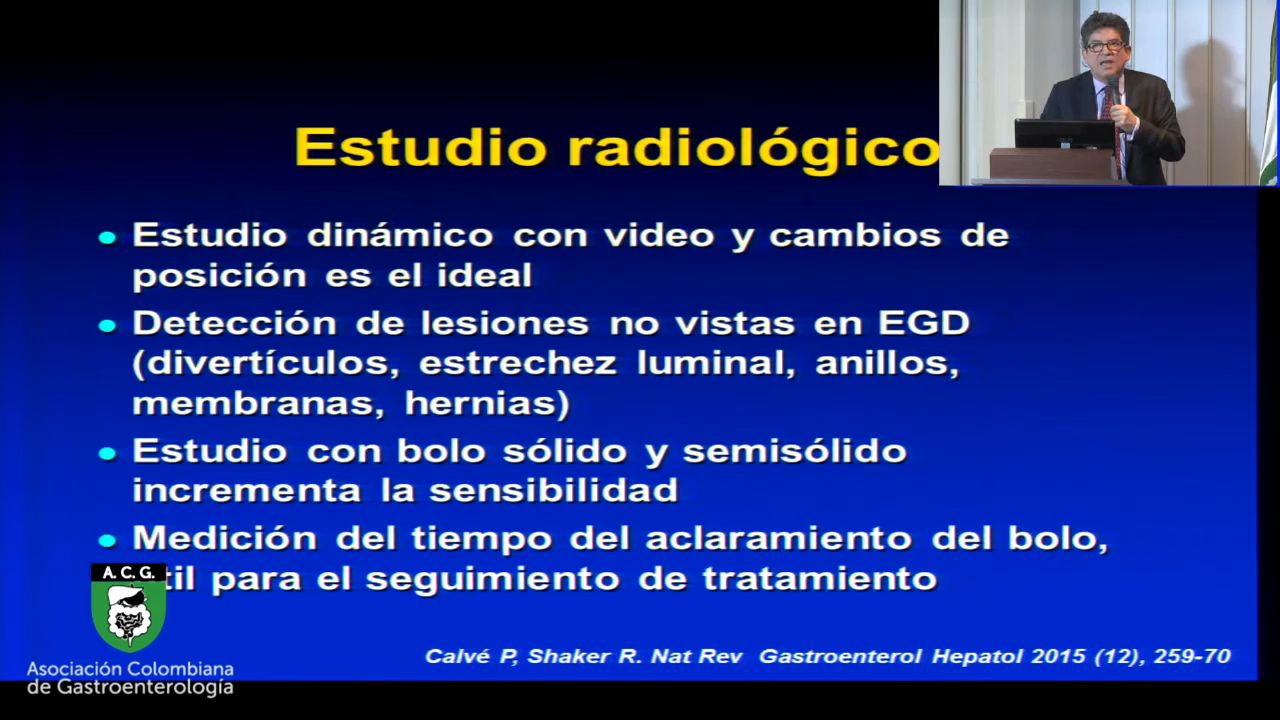 Estudio radiológico
Estudio dinámico con video y cambios de
posición es el ideal
Detección de lesiones no vistas en EGD
(divertículos, estrechez luminal, anillos,
membranas, hernias)
Estudio con bolo sólido y semisólido
incrementa la sensibilidad
Medición del tiempo del aclaramiento del bolo,
til para el seguimiento de tratamiento
A. C. G.
Calvé P, Shaker R. Nat Rev Gastroenterol Hepatol 2015 (12), 259-70
Asociación Colombiana
de Gastroenterología